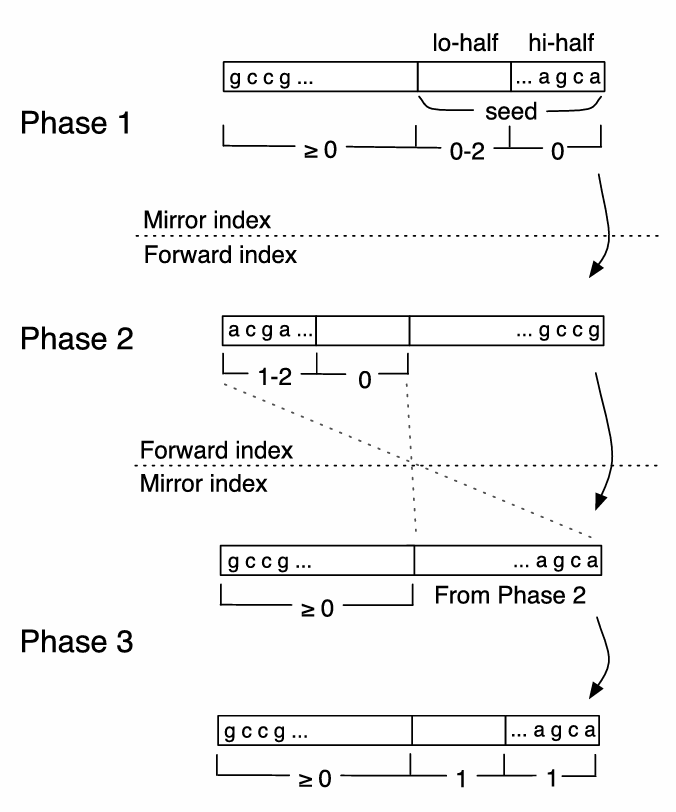 lo-half hi-half
g c c g ... ... a g c a
seed
Phase 1
≥ 0 0-2 0
Mirror index
Forward index
Phase 2
a c g a ... ... g c c g
1-2 0
Forward index
Mirror index
g c c g ... ... a g c a
≥ 0 From Phase 2
Phase 3
g c c g ... ... a g c a
≥ 0 1 1